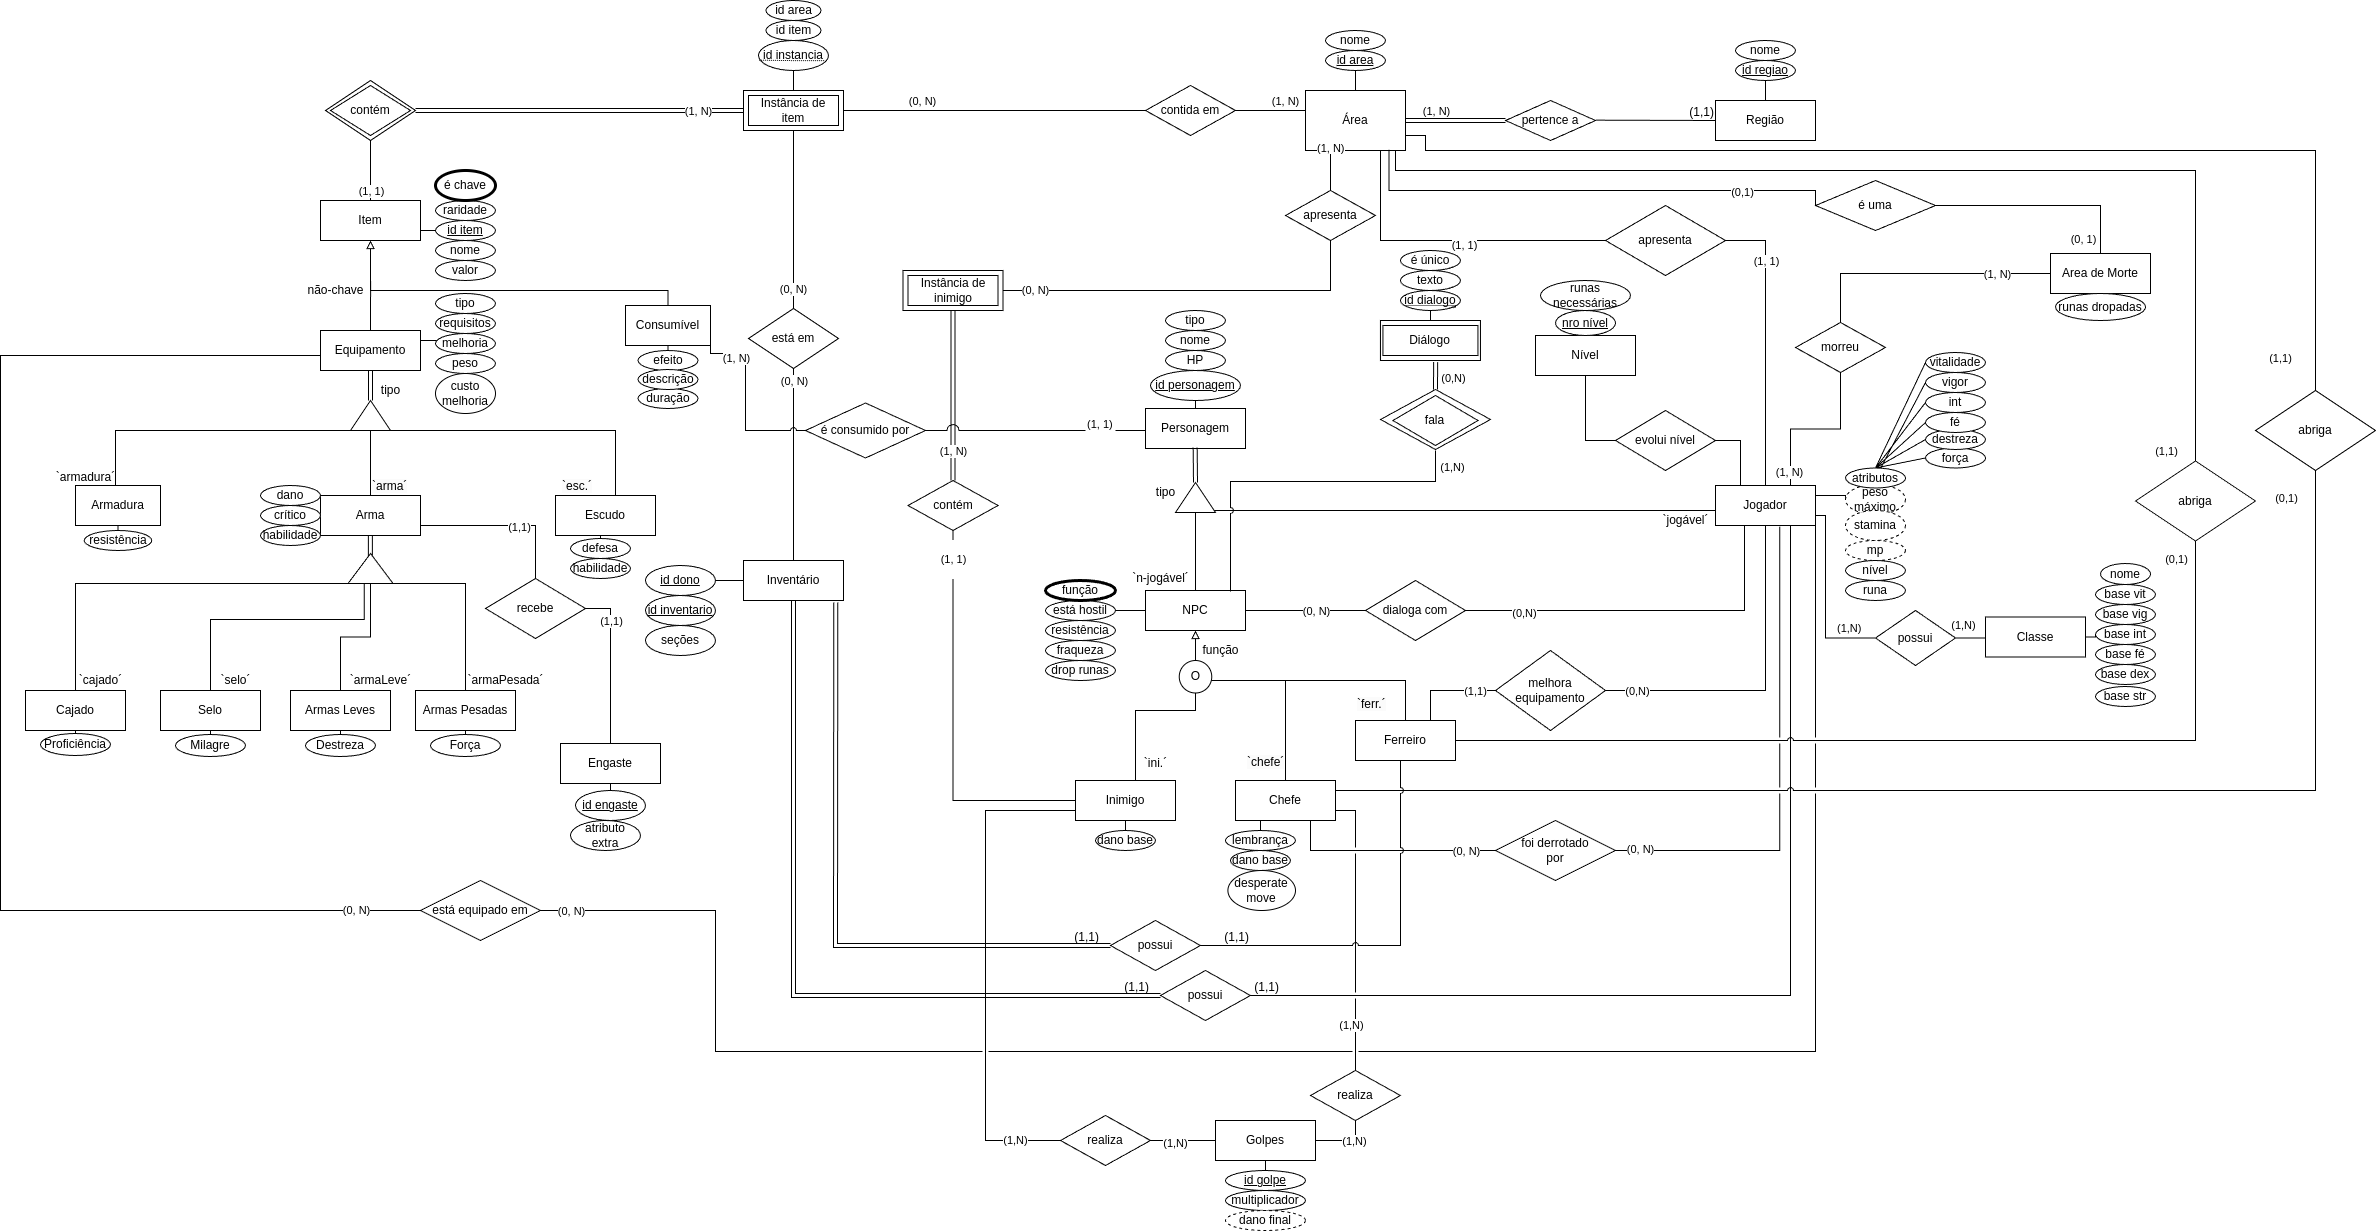 id area
id item
id instancia
nome
id area
nome
id regiao
contém
(1, N)
Instância de
item
(0, N)
contida em
(1, N)
Área
(1, N)
pertence a
(1,1)
Região
(1, N)
(1, 1)
é chave
raridade
id item
nome
valor
Item
apresenta
(0,1)
é uma
(1, 1)
apresenta
(1, 1)
(0, 1)
Area de Morte
runas dropadas
(1, N)
não-chave
tipo
requisitos
melhoria
peso
custo
melhoria
Equipamento
tipo
Consumível
efeito
descrição
duração
(1, N)
(0, N)
está em
(0, N)
Instância de
inimigo
(0, N)
é único
texto
id dialogo
Diálogo
(0,N)
fala
(1,N)
runas
necessárias
nro nível
Nível
evolui nível
morreu
(1, N)
tipo
nome
HP
id personagem
Personagem
(1, 1)
é consumido por
(1, N)
contém
(1, 1)
tipo
`jogável´
Jogador
vitalidade
vigor
int
fé
destreza
força
atributos
peso
máximo
stamina
mp
nível
runa
(1,1)
abriga
(0,1)
(1,1)
abriga
(0,1)
`armadura´
Armadura
resistência
dano
crítico
habilidade
`arma´
Arma
`esc.´
Escudo
defesa
habilidade
(1,1)
recebe
(1,1)
id dono
id inventario
seções
Inventário
`n-jogável´
função
está hostil
resistência
fraqueza
drop runas
NPC
(0, N)
dialoga com
(0,N)
(1,N)
possui
(1,N)
Classe
nome
base vit
base vig
base int
base fé
base dex
base str
função
O
`cajado´
Cajado
Proficiência
`selo´
Selo
Milagre
`armaLeve´
Armas Leves
Destreza
`armaPesada´
Armas Pesadas
Força
(1,1)
melhora
equipamento
(0,N)
`ferr.´
Ferreiro
Engaste
id engaste
atributo
extra
`ini.´
Inimigo
dano base
`chefe´
Chefe
lembrança
dano base
desperate
move
(0, N)
foi derrotado
por
(0, N)
(0, N)
está equipado em
(0, N)
(1,1)
possui
(1,1)
(1,1)
possui
(1,1)
(1,N)
realiza
(1,N)
(1,N)
realiza
(1,N)
Golpes
id golpe
multiplicador
dano final